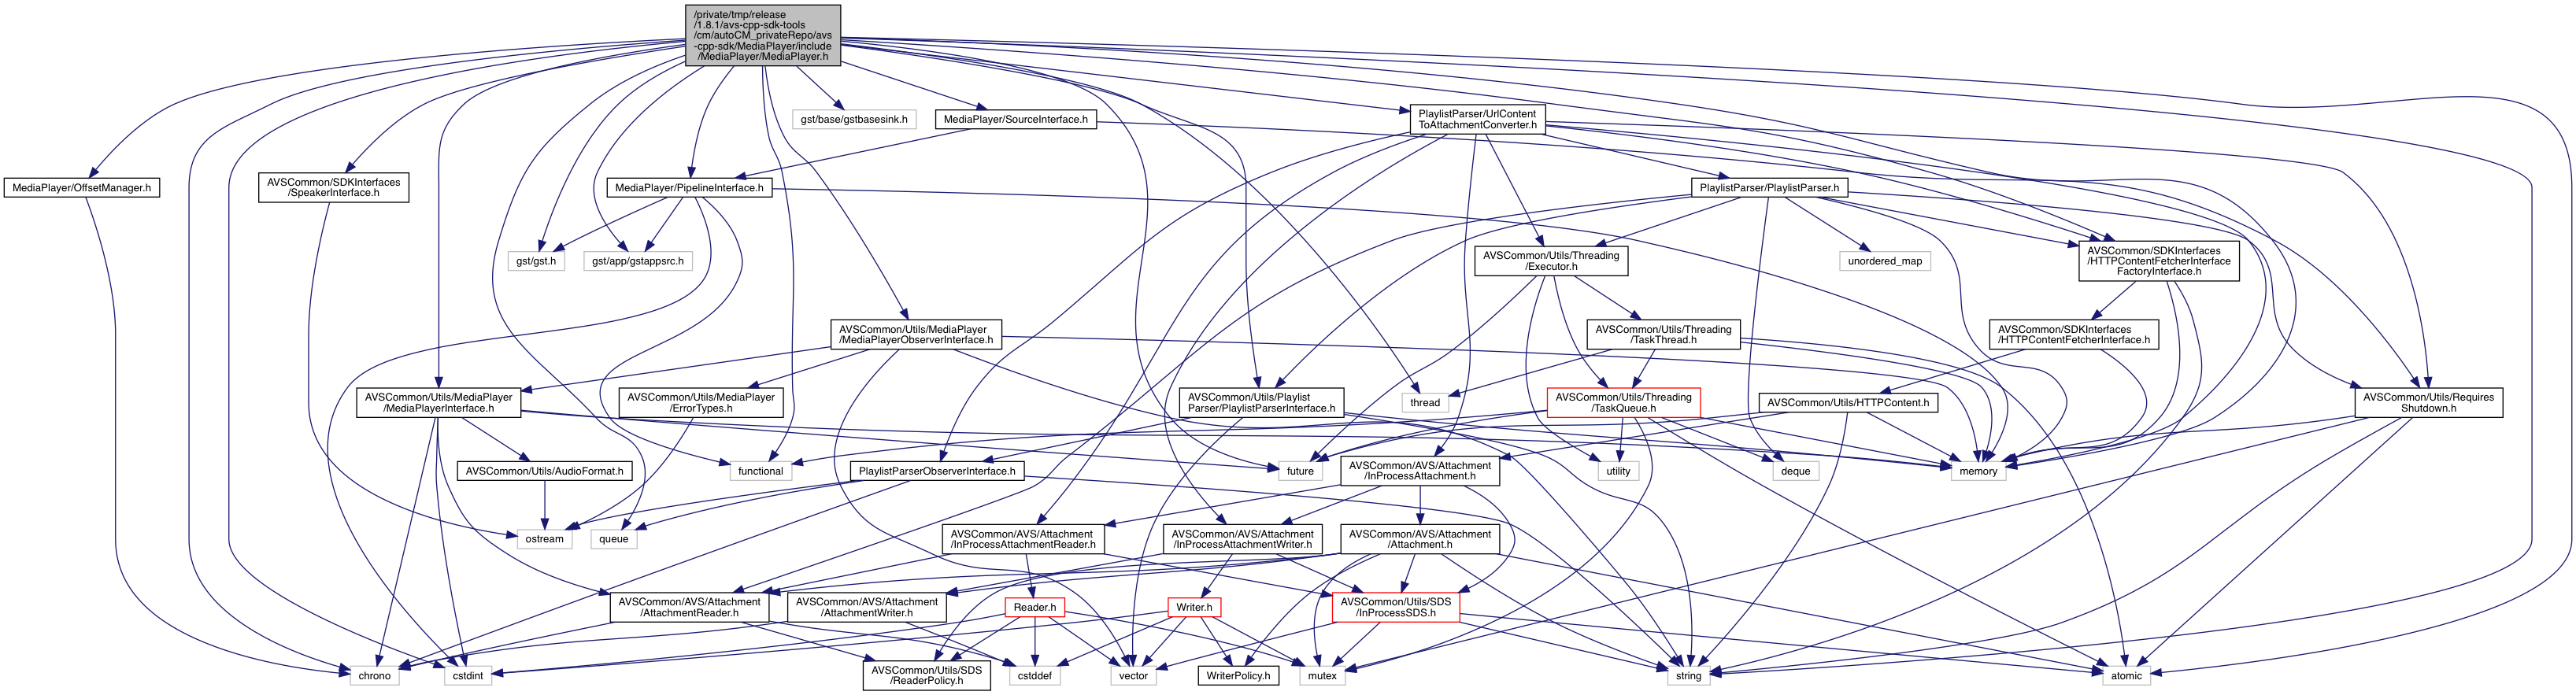 /private/tmp/release
/1.8.1/avs-cpp-sdk-tools
/cm/autoCM_privateRepo/avs
-cpp-sdk/MediaPlayer/include
/MediaPlayer/MediaPlayer.h
gst/base/gstbasesink.h
MediaPlayer/SourceInterface.h
PlaylistParser/UrlContent
ToAttachmentConverter.h
MediaPlayer/OffsetManager.h
AVSCommon/SDKInterfaces
/SpeakerInterface.h
MediaPlayer/PipelineInterface.h
PlaylistParser/PlaylistParser.h
gst/gst.h
gst/app/gstappsrc.h
AVSCommon/Utils/Threading
/Executor.h
unordered_map
AVSCommon/SDKInterfaces
/HTTPContentFetcherInterface
FactoryInterface.h
AVSCommon/Utils/MediaPlayer
/MediaPlayerObserverInterface.h
AVSCommon/Utils/Threading
/TaskThread.h
AVSCommon/SDKInterfaces
/HTTPContentFetcherInterface.h
AVSCommon/Utils/MediaPlayer
/MediaPlayerInterface.h
AVSCommon/Utils/MediaPlayer
/ErrorTypes.h
AVSCommon/Utils/Playlist
Parser/PlaylistParserInterface.h
thread
AVSCommon/Utils/Threading
/TaskQueue.h
AVSCommon/Utils/HTTPContent.h
AVSCommon/Utils/Requires
Shutdown.h
AVSCommon/Utils/AudioFormat.h
functional
PlaylistParserObserverInterface.h
future
AVSCommon/AVS/Attachment
/InProcessAttachment.h
utility
deque
memory
ostream
queue
AVSCommon/AVS/Attachment
/InProcessAttachmentReader.h
AVSCommon/AVS/Attachment
/InProcessAttachmentWriter.h
AVSCommon/AVS/Attachment
/Attachment.h
AVSCommon/AVS/Attachment
/AttachmentReader.h
AVSCommon/AVS/Attachment
/AttachmentWriter.h
Reader.h
Writer.h
AVSCommon/Utils/SDS
/InProcessSDS.h
chrono
cstdint
AVSCommon/Utils/SDS
/ReaderPolicy.h
cstddef
vector
WriterPolicy.h
mutex
string
atomic